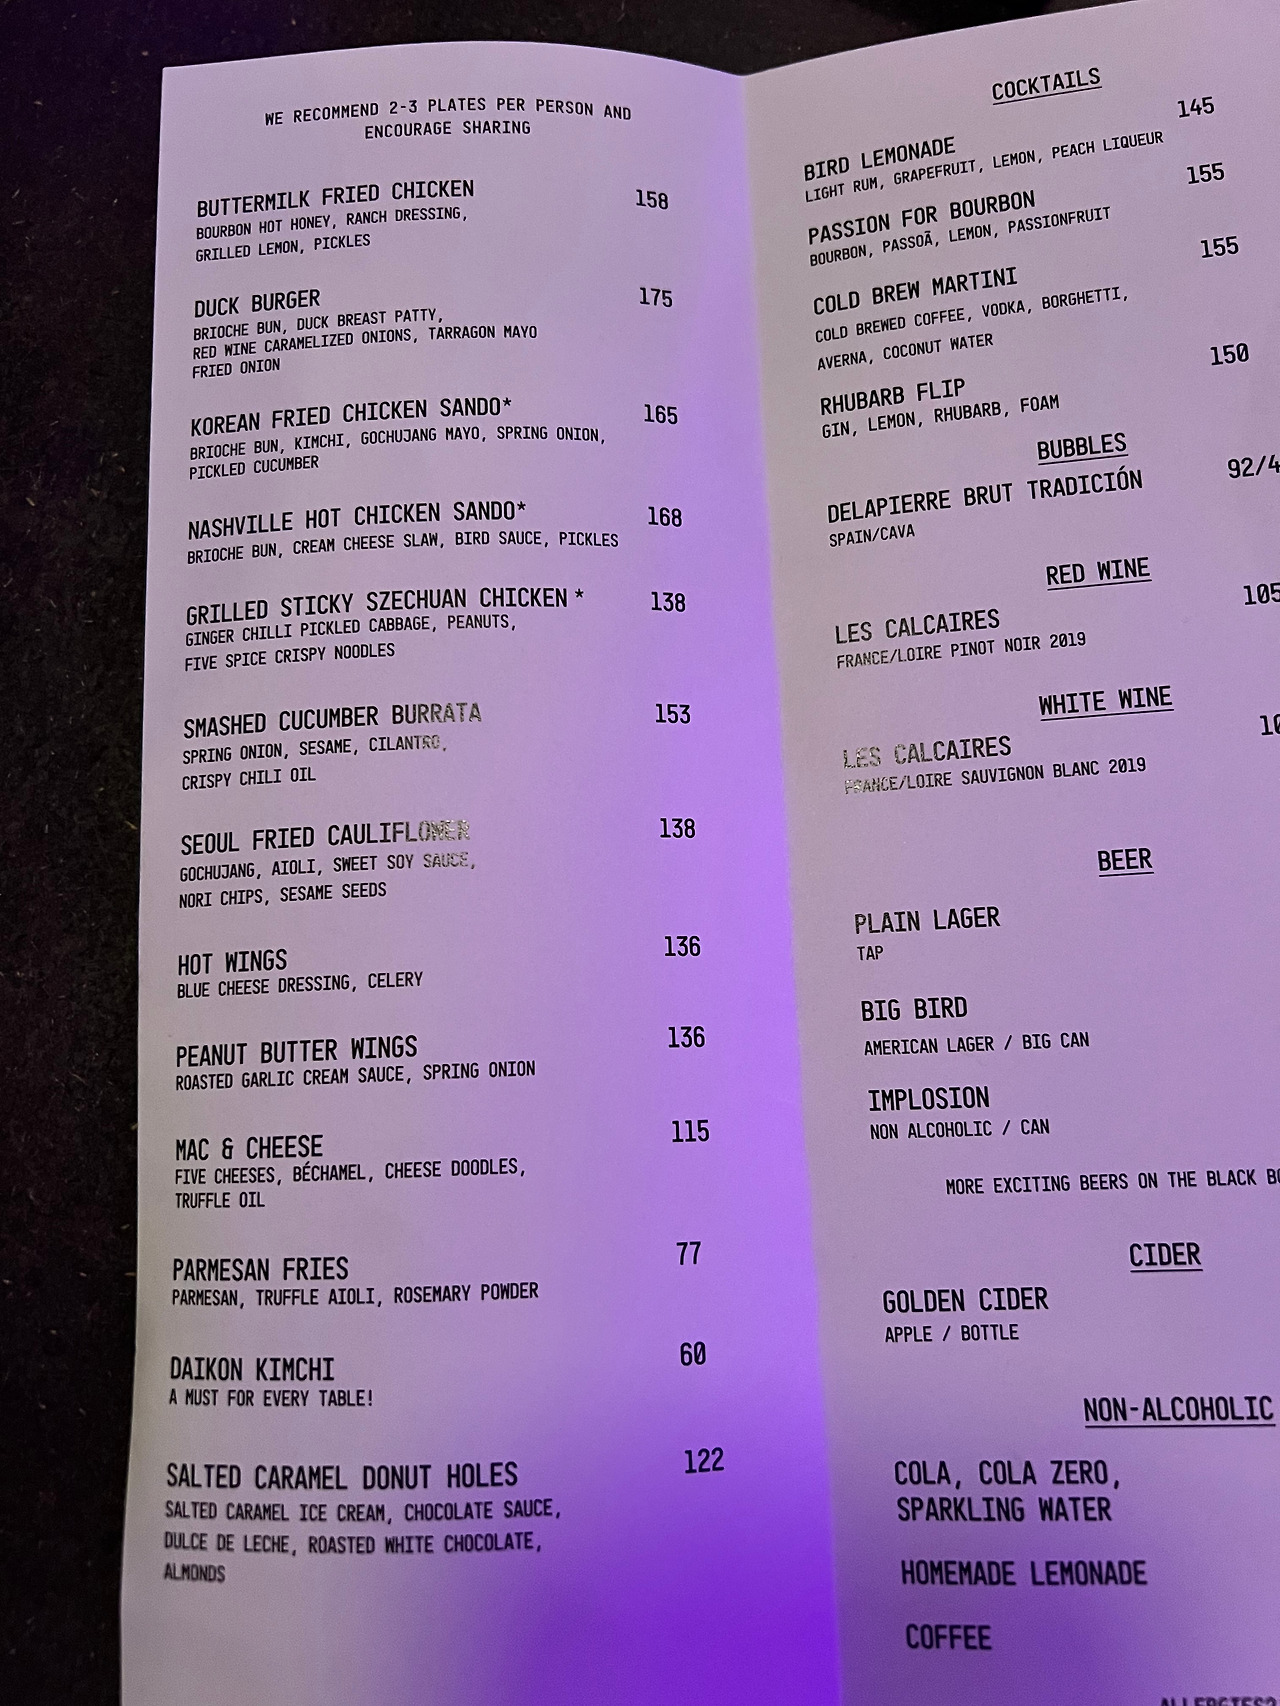 WE RECOMMEND 2-3 PLATES PER PERSON AND
ENCOURAGE SHARING
BUTTERMILK FRIED CHICKEN 158
BOURBON HOT HONEY, RANCH DRESSING,
GRILLED LEMON, PICKLES
DUCK BURGER 175
BRIOCHE BUN, DUCK BREAST PATTY,
RED WINE CARAMELIZED ONIONS, TARRAGON MAYO
FRIED ONION
KOREAN FRIED CHICKEN SANDO* 165
BRIOCHE BUN, KIMCHI, GOCHUJANG MAYO, SPRING ONION,
PICKLED CUCUMBER
NASHVILLE HOT CHICKEN SANDO* 168
BRIOCHE BUN, CREAM CHEESE SLAW, BIRD SAUCE, PICKLES
GRILLED STICKY SZECHUAN CHICKEN * 138
GINGER CHILLI PICKLED CABBAGE, PEANUTS,
FIVE SPICE CRISPY NOODLES
SMASHED CUCUMBER BURRATA 153
SPRING ONION, SESAME, CILANTRO,
CRISPY CHILI OIL
SEOUL FRIED CAULIFLOWER 138
GOCHUJANG, AIOLI, SWEET SOY SAUCE,
NORI CHIPS, SESAME SEEDS
HOT WINGS 136
BLUE CHEESE DRESSING, CELERY
PEANUT BUTTER WINGS 136
ROASTED GARLIC CREAM SAUCE, SPRING ONION
MAC & CHEESE 115
FIVE CHEESES, BÉCHAMEL, CHEESE DOODLES,
TRUFFLE OIL
PARMESAN FRIES 77
PARMESAN, TRUFFLE AIOLI, ROSEMARY POWDER
DAIKON KIMCHI 60
A MUST FOR EVERY TABLE!
SALTED CARAMEL DONUT HOLES 122
SALTED CARAMEL ICE CREAM, CHOCOLATE SAUCE,
DULCE DE LECHE, ROASTED WHITE CHOCOLATE,
ALMONDS
COCKTAILS
BIRD LEMONADE 145
LIGHT RUM, GRAPEFRUIT, LEMON, PEACH LIQUEUR
PASSION FOR BOURBON 155
BOURBON, PASSOÃ, LEMON, PASSIONFRUIT
COLD BREW MARTINI 155
COLD BREWED COFFEE, VODKA, BORGHETTI,
AVERNA, COCONUT WATER
RHUBARB FLIP 150
GIN, LEMON, RHUBARB, FOAM
BUBBLES
DELAPIERRE BRUT TRADICIÓN 92/4
SPAIN/CAVA
RED WINE
LES CALCAIRES 105
FRANCE/LOIRE PINOT NOIR 2019
WHITE WINE
LES CALCAIRES 10
FRANCE/LOIRE SAUVIGNON BLANC 2019
BEER
PLAIN LAGER
TAP
BIG BIRD
AMERICAN LAGER / BIG CAN
IMPLOSION
NON ALCOHOLIC / CAN
MORE EXCITING BEERS ON THE BLACK
CIDER
GOLDEN CIDER
APPLE / BOTTLE
NON-ALCOHOLIC
COLA, COLA ZERO,
SPARKLING WATER
HOMEMADE LEMONADE
COFFEE